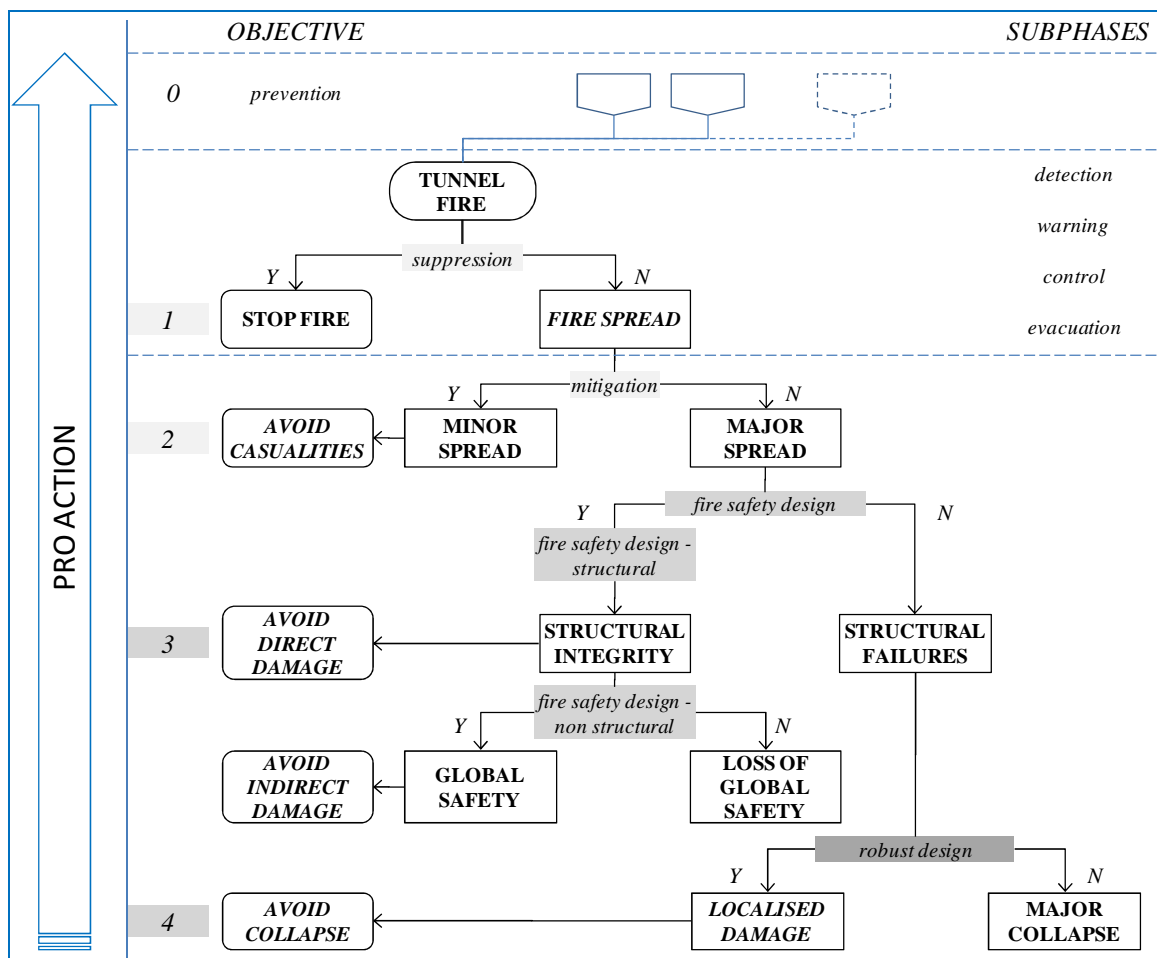 OBJECTIVE
SUBPHASES
PRO ACTION
0
prevention
TUNNEL
FIRE
detection
warning
control
evacuation
suppression
Y
N
1
STOP FIRE
FIRE SPREAD
mitigation
Y
N
2
AVOID
CASUALITIES
MINOR
SPREAD
MAJOR
SPREAD
fire safety design
Y
N
fire safety design -
structural
3
AVOID
DIRECT
DAMAGE
STRUCTURAL
INTEGRITY
STRUCTURAL
FAILURES
fire safety design -
non structural
Y
N
AVOID
INDIRECT
DAMAGE
GLOBAL
SAFETY
LOSS OF
GLOBAL
SAFETY
robust design
Y
N
4
AVOID
COLLAPSE
LOCALISED
DAMAGE
MAJOR
COLLAPSE